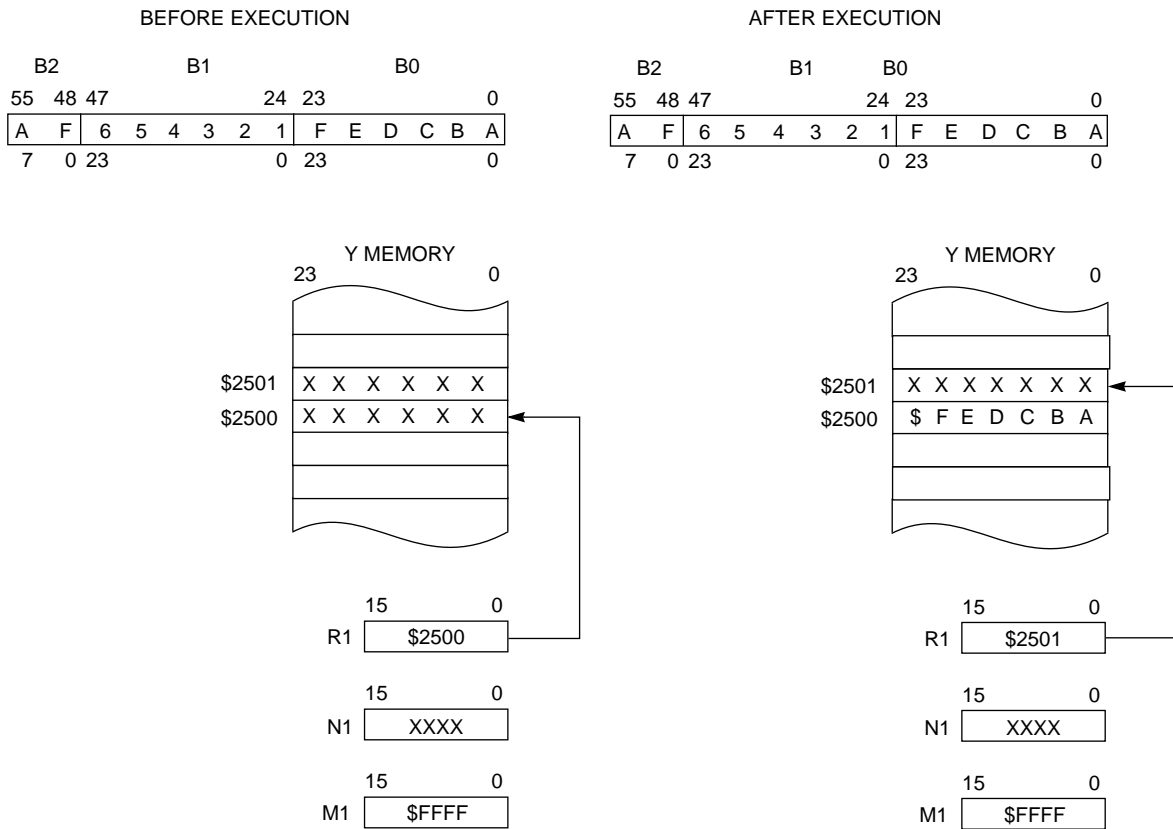 BEFORE EXECUTION
B2 B1 B0
55 48 47 24 23 0
A F 6 5 4 3 2 1 F E D C B A
7 0 23 0 23 0
Y MEMORY
23 0
$2501 X X X X X X
$2500 X X X X X X
15 0
R1 $2500
15 0
N1 XXXX
15 0
M1 $FFFF
AFTER EXECUTION
B2 B1 B0
55 48 47 24 23 0
A F 6 5 4 3 2 1 F E D C B A
7 0 23 0 23 0
Y MEMORY
23 0
$2501 X X X X X X X
$2500 $ F E D C B A
15 0
R1 $2501
15 0
N1 XXXX
15 0
M1 $FFFF